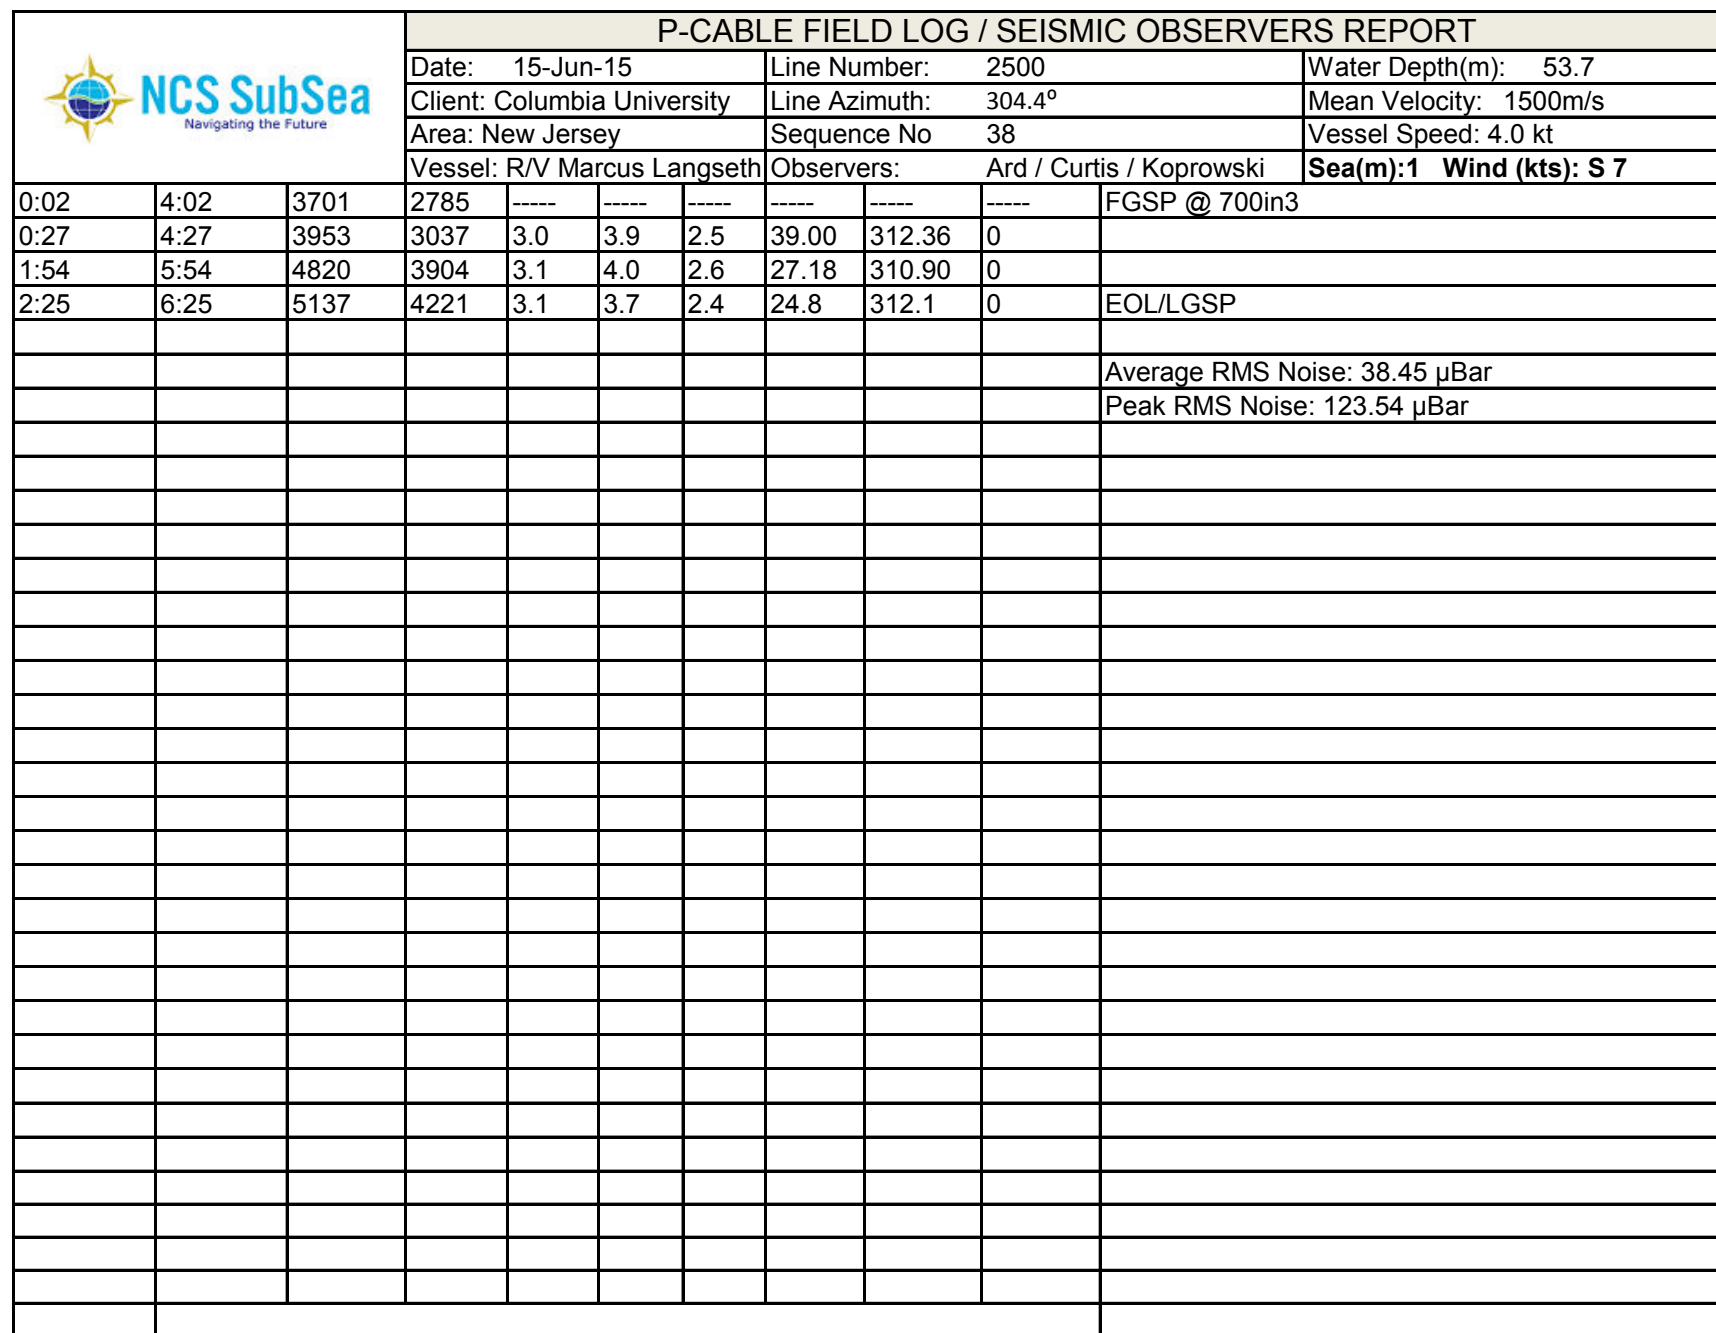 P-CABLE FIELD LOG / SEISMIC OBSERVERS REPORT
NCS SubSea
Navigating the Future
Date: 15-Jun-15 Line Number: 2500 Water Depth(m): 53.7
Client: Columbia University Line Azimuth: 304.4º Mean Velocity: 1500m/s
Area: New Jersey Sequence No 38 Vessel Speed: 4.0 kt
Vessel: R/V Marcus Langseth Observers: Ard / Curtis / Koprowski Sea(m):1 Wind (kts): S 7
0:02 4:02 3701 2785 ----- ----- ----- ----- ----- ----- FGSP @ 700in3
0:27 4:27 3953 3037 3.0 3.9 2.5 39.00 312.36 0
1:54 5:54 4820 3904 3.1 4.0 2.6 27.18 310.90 0
2:25 6:25 5137 4221 3.1 3.7 2.4 24.8 312.1 0 EOL/LGSP
Average RMS Noise: 38.45 µBar
Peak RMS Noise: 123.54 µBar